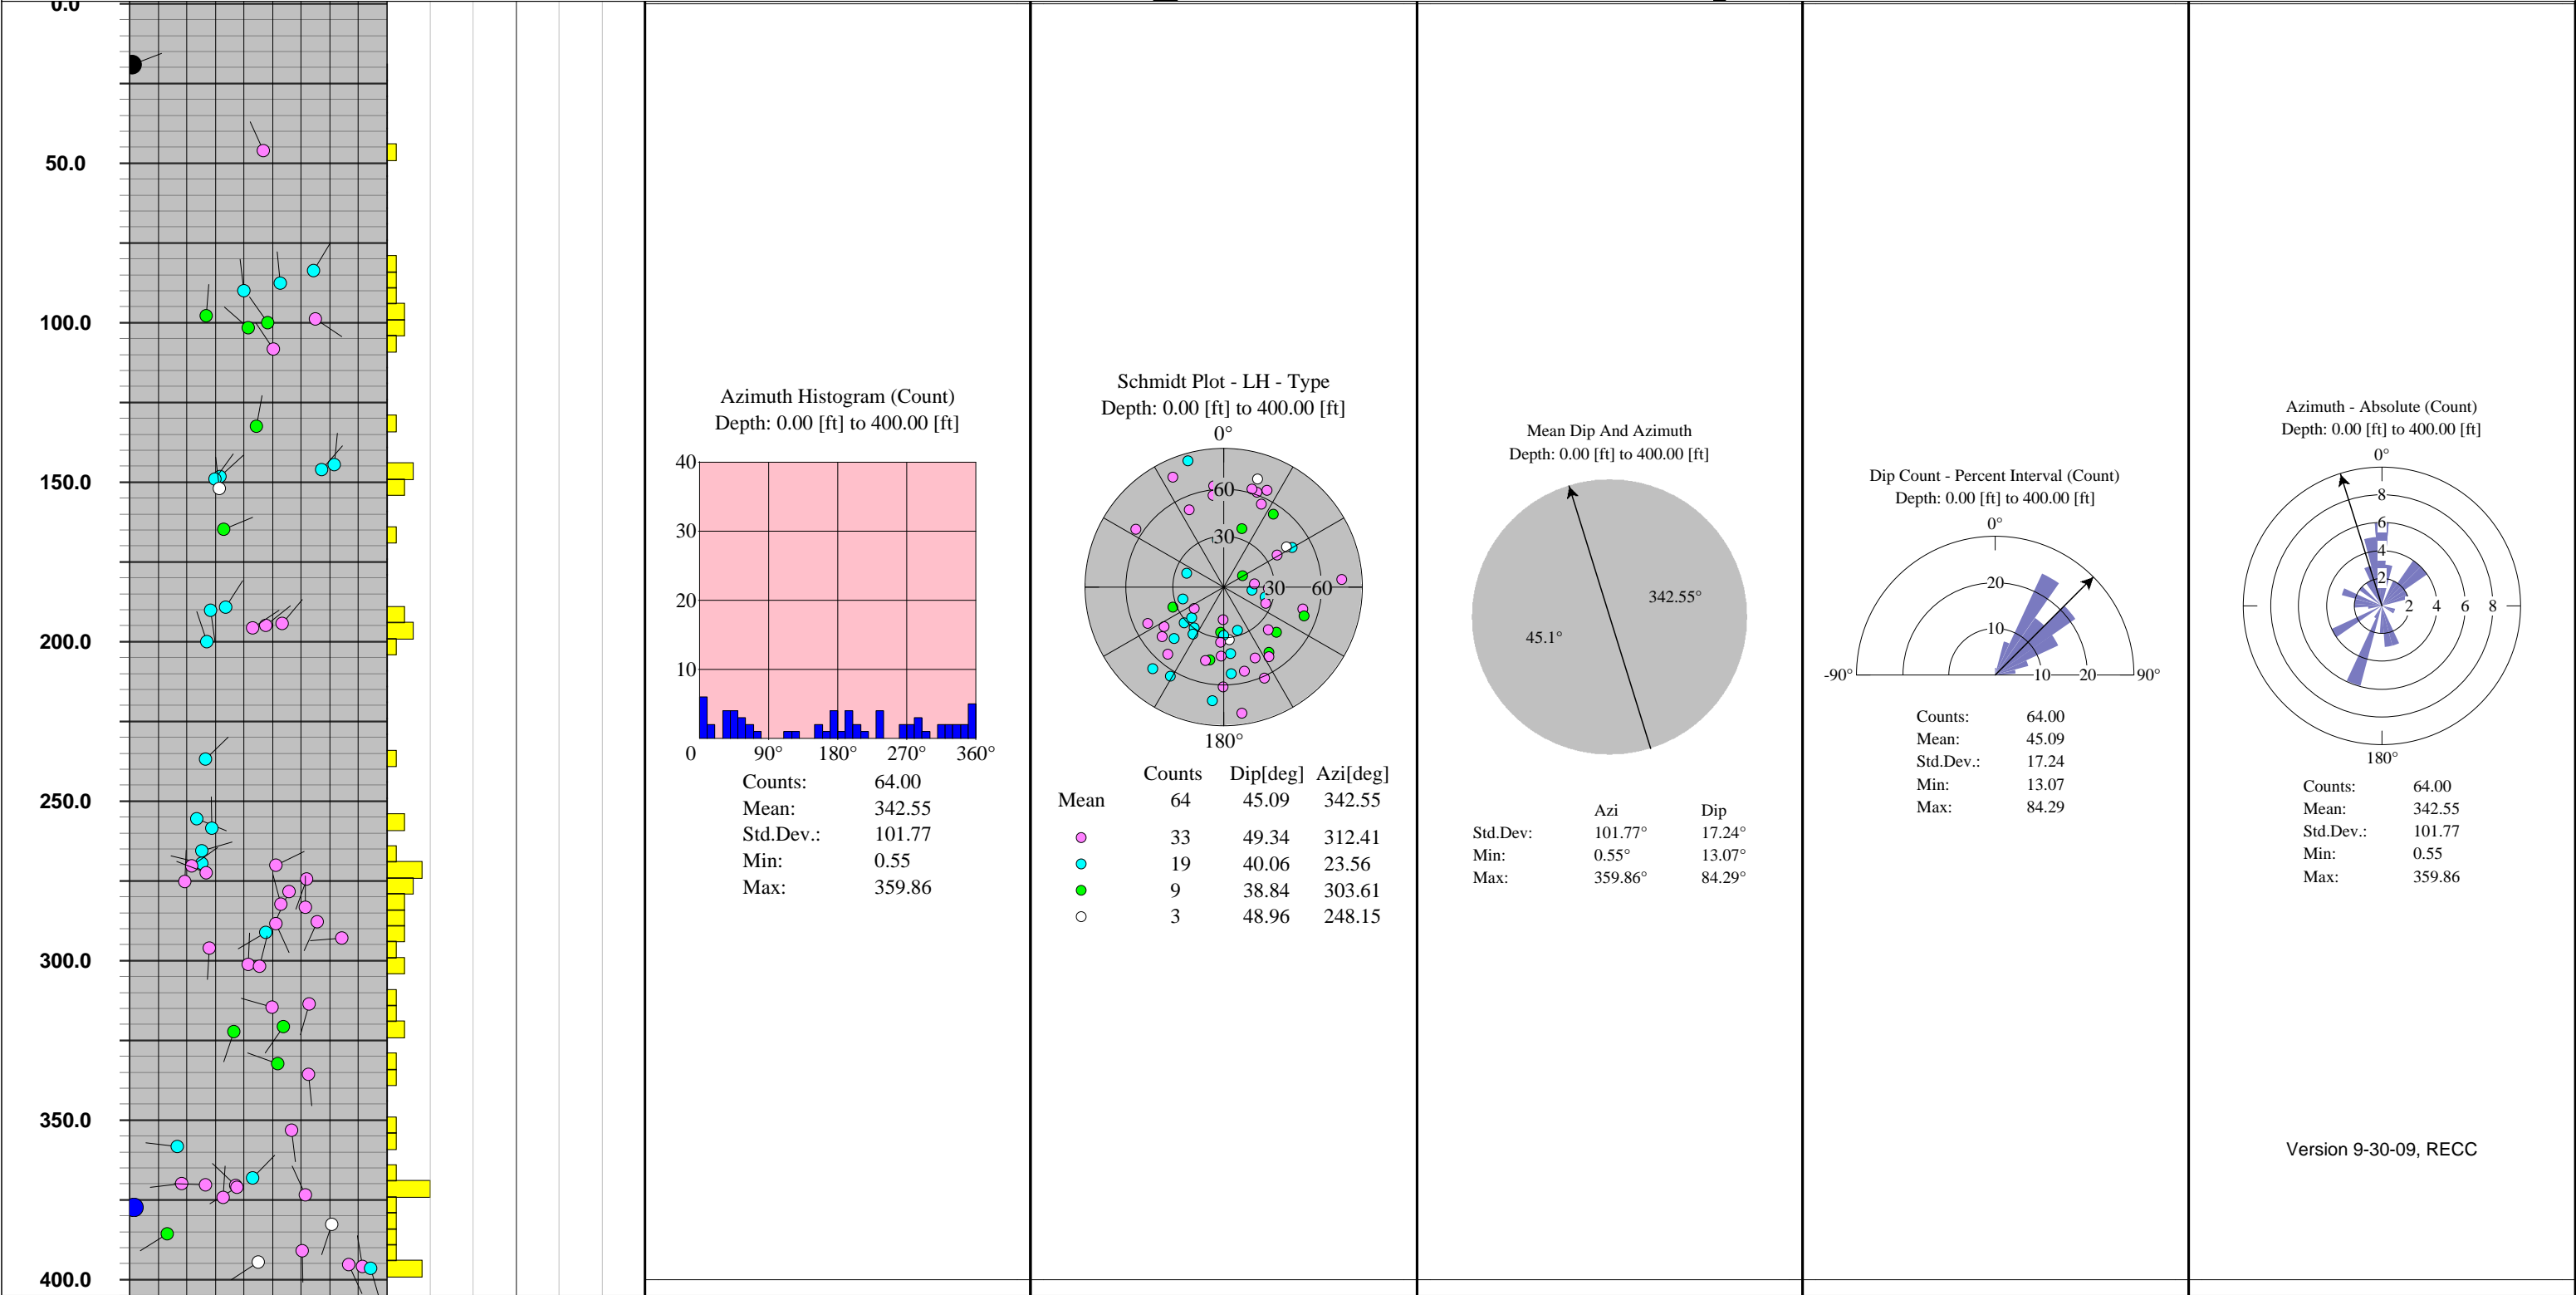 0.0
50.0
100.0
150.0
200.0
250.0
300.0
350.0
400.0
Azimuth Histogram (Count)
Depth: 0.00 [ft] to 400.00 [ft]
40
30
20
10
0 90° 180° 270° 360°
Counts: 64.00
Mean: 342.55
Std.Dev.: 101.77
Min: 0.55
Max: 359.86
Schmidt Plot - LH - Type
Depth: 0.00 [ft] to 400.00 [ft]
0°
60
30
30 60
180°
Counts Dip[deg] Azi[deg]
Mean 64 45.09 342.55
33 49.34 312.41
19 40.06 23.56
9 38.84 303.61
3 48.96 248.15
Mean Dip And Azimuth
Depth: 0.00 [ft] to 400.00 [ft]
342.55°
45.1°
Azi Dip
Std.Dev: 101.77° 17.24°
Min: 0.55° 13.07°
Max: 359.86° 84.29°
Dip Count - Percent Interval (Count)
Depth: 0.00 [ft] to 400.00 [ft]
0°
20
10
-90° 10 20 90°
Counts: 64.00
Mean: 45.09
Std.Dev.: 17.24
Min: 13.07
Max: 84.29
Azimuth - Absolute (Count)
Depth: 0.00 [ft] to 400.00 [ft]
0°
8
6
4
2
2 4 6 8
180°
Counts: 64.00
Mean: 342.55
Std.Dev.: 101.77
Min: 0.55
Max: 359.86
Version 9-30-09, RECC